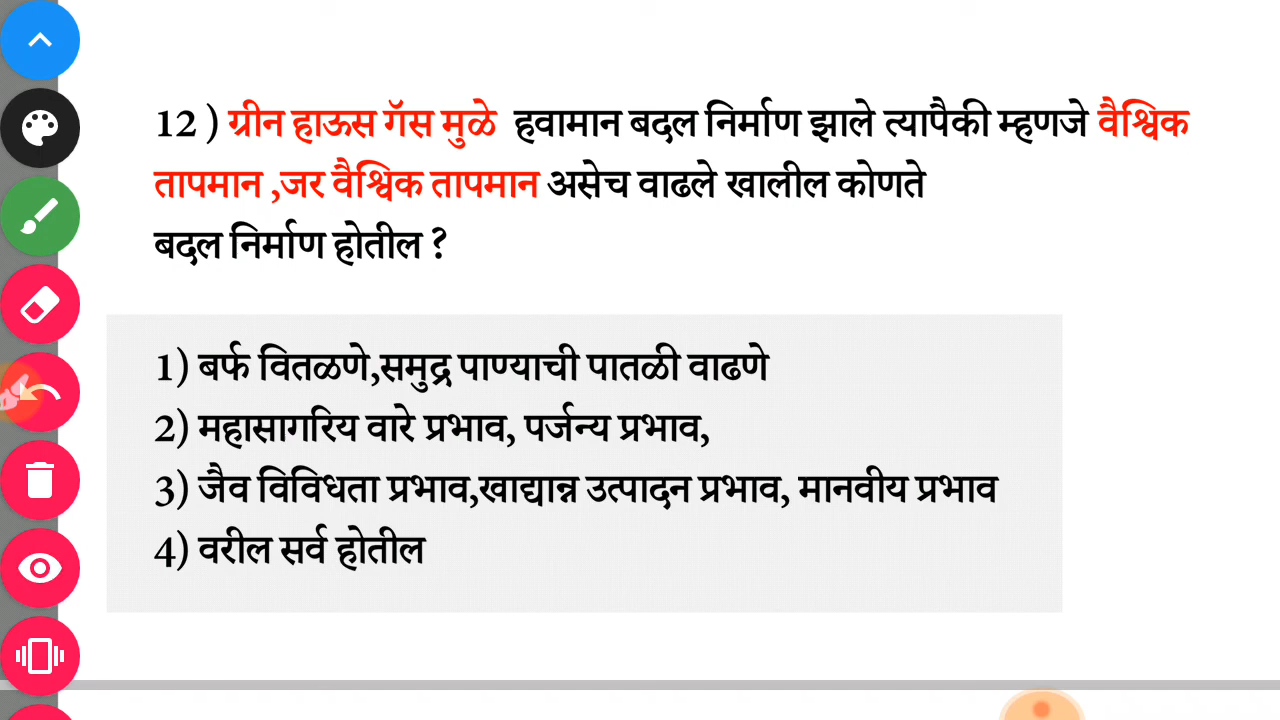 12 ) ग्रीन हाऊस गॅस मुळे हवामान बदल निर्माण झाले त्यापैकी म्हणजे वैश्विक
तापमान ,जर वैश्विक तापमान असेच वाढले खालील कोणते
बदल निर्माण होतील ?
1) बर्फ वितळणे,समुद्र पाण्याची पातळी वाढणे
2) महासागरिय वारे प्रभाव, पर्जन्य प्रभाव,
3) जैव विविधता प्रभाव,खाद्यान्न उत्पादन प्रभाव, मानवीय प्रभाव
4) वरील सर्व होतील